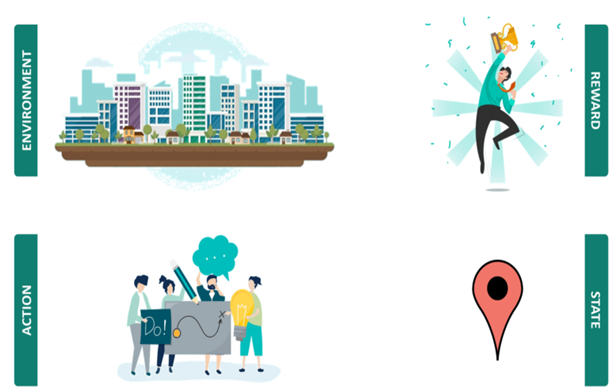 ENVIRONMENT
REWARD
ACTION
Do!
x
STATE